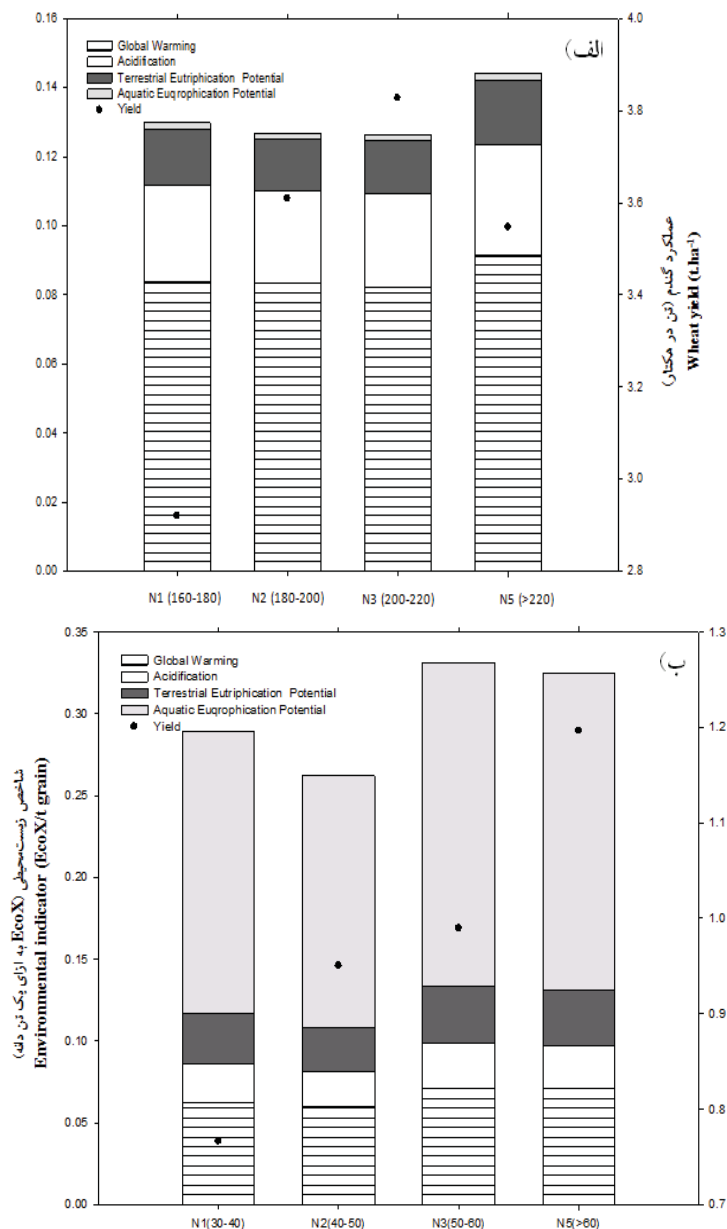 0.16
0.14
0.12
0.10
0.08
0.06
0.04
0.02
0.00
Global Warming
Acidification
Terrestrial Eutriphication Potential
Aquatic Euqrophication Potential
Yield
الف)
4.0
3.8
3.6
3.4
3.2
3.0
2.8
عملکرد گندم (تن در هکتار)
Wheat yield (t.ha-1)
N1 (160-180)
N2 (180-200)
N3 (200-220)
N5 (>220)
0.35
0.30
0.25
0.20
0.15
0.10
0.05
0.00
شاخص زیست‌محیطی (EcoX به ازای یک تن دانه)
Environmental indicator (EcoX/t grain)
Global Warming
Acidification
Terrestrial Eutriphication Potential
Aquatic Euqrophication Potential
Yield
ب)
1.3
1.2
1.1
1.0
0.9
0.8
0.7
N1(30-40)
N2(40-50)
N3(50-60)
N5(>60)